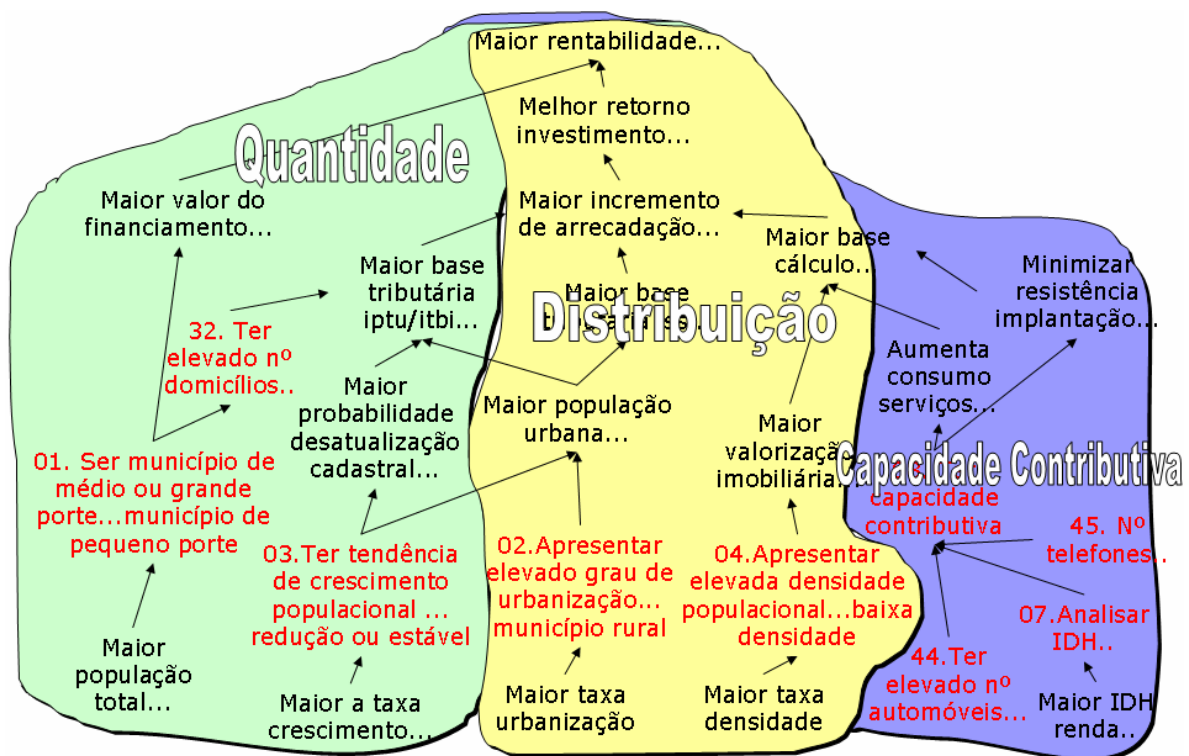 Maior rentabilidade...
Melhor retorno
investimento...
Quantidade
Maior valor do
financiamento...
Maior incremento
de arrecadação...
Maior base
cálculo...
Minimizar
resistência
implantação...
Maior base
tributária
iptu/itbi...
Maior base
Distribuição
32. Ter
elevado nº
domicílios..
Aumenta
consumo
serviços...
Maior
probabilidade
desatualização
cadastral...
Maior população
urbana...
Maior
valorização
imobiliária...
Capacidade Contributiva
capacidade
contributiva
01. Ser município de
médio ou grande
porte...município de
pequeno porte
45. Nº
telefones..
03.Ter tendência
de crescimento
populacional ...
redução ou estável
02.Apresentar
elevado grau de
urbanização...
município rural
04.Apresentar
elevada densidade
populacional...baixa
densidade
07.Analisar
IDH..
44.Ter
elevado nº
automóveis...
Maior
população
total...
Maior a taxa
crescimento...
Maior taxa
urbanização
Maior taxa
densidade
Maior IDH
renda..